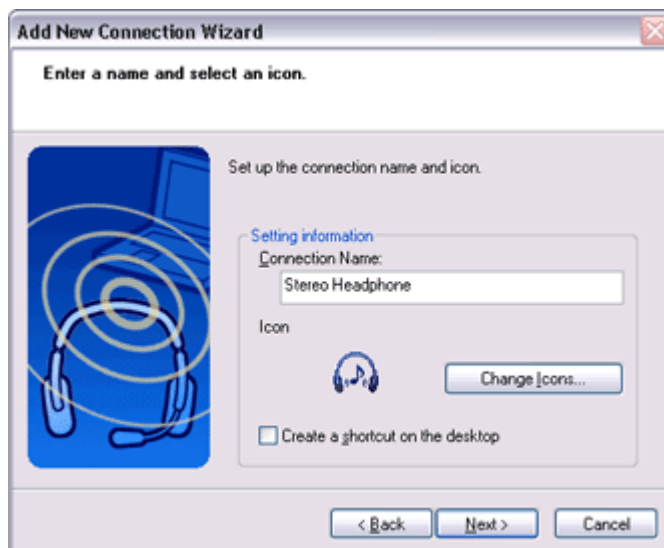 Add New Connection Wizard
Enter a name and select an icon.
Set up the connection name and icon.
Setting information
Connection Name:
Stereo Headphone
Icon
Change Icons...
Create a shortcut on the desktop
< Back
Next >
Cancel